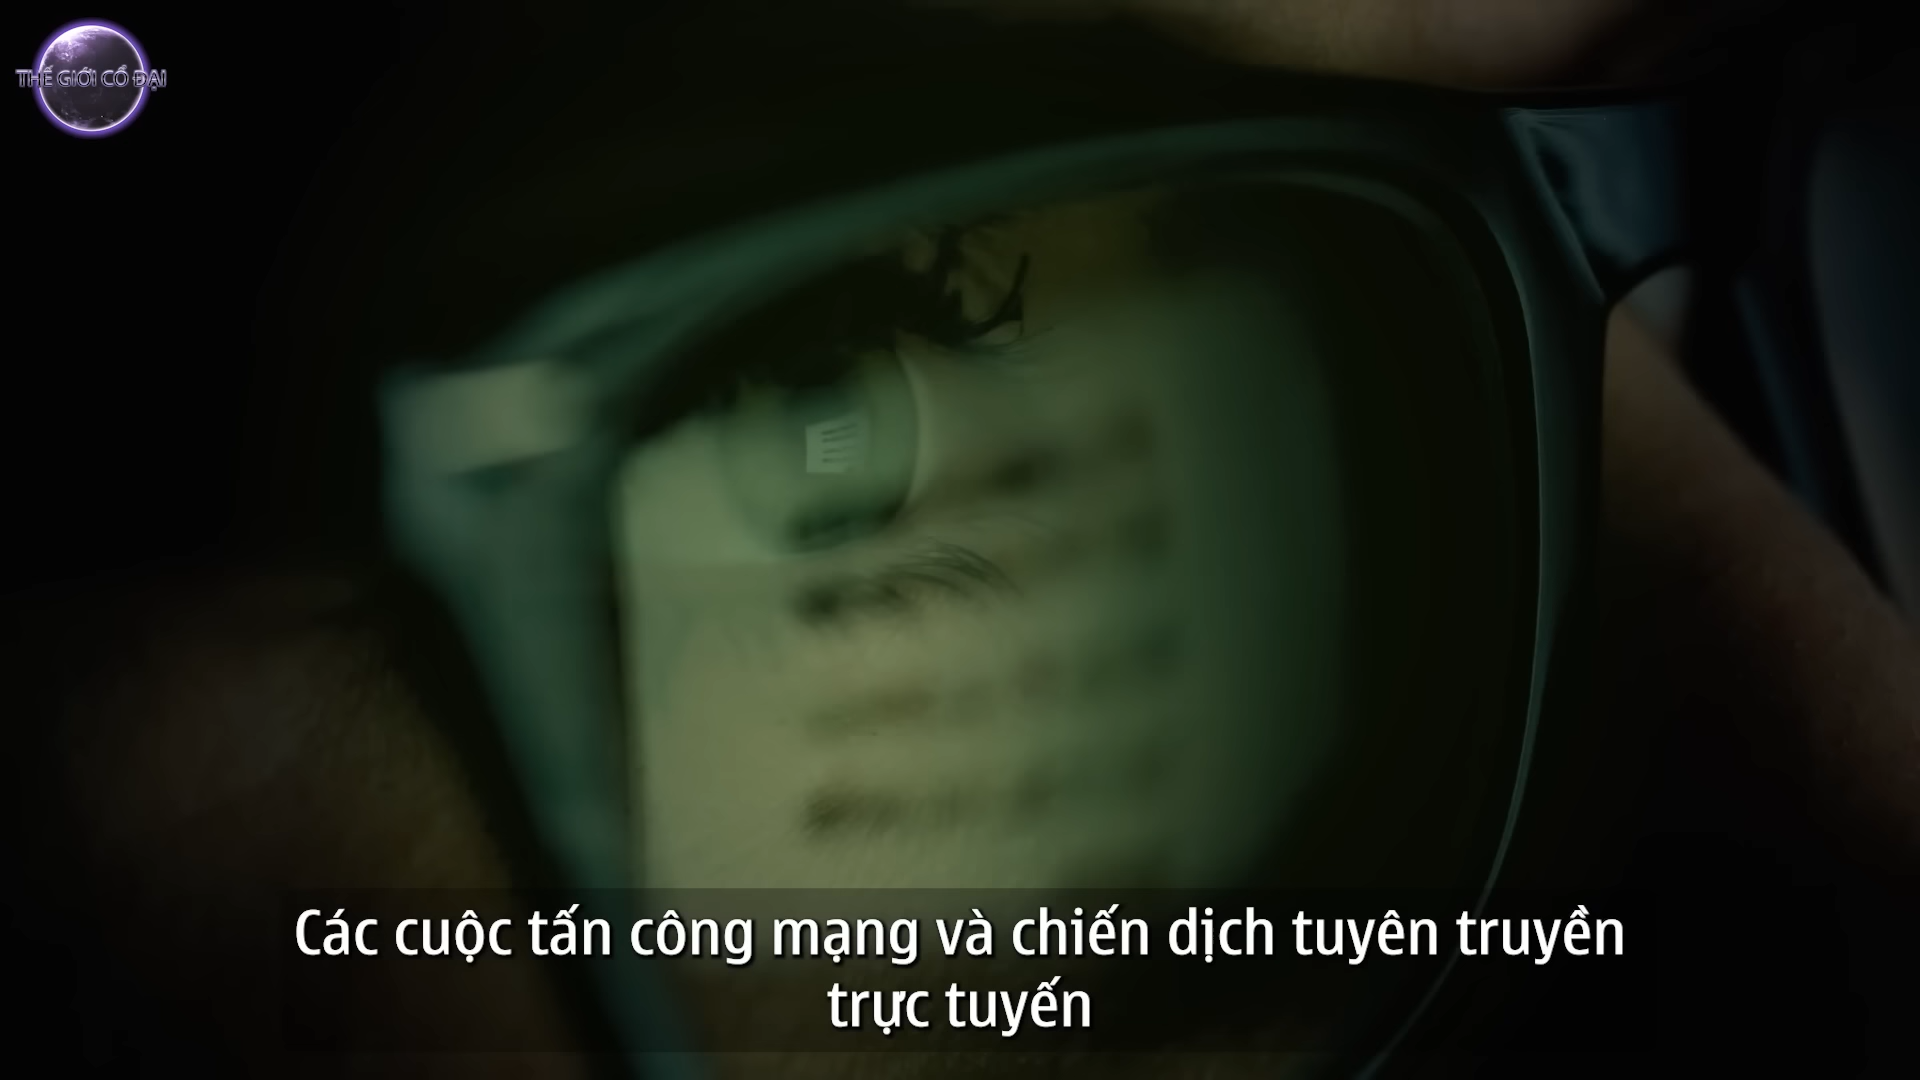 THẾ GIỚI CỔ ĐẠI
Các cuộc tấn công mạng và chiến dịch tuyên truyền
trực tuyến